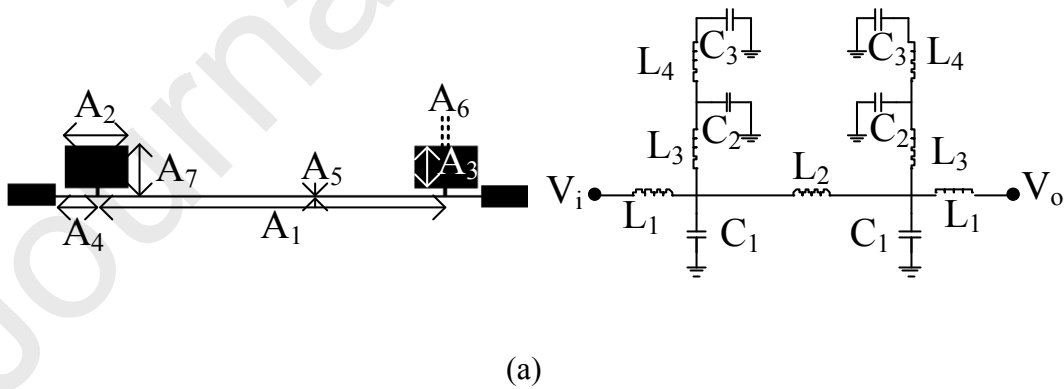 Journa
A₂
A₇
A₄
A₅
A₁
A₆
A₃
C₃
C₃
L₄
L₄
C₂
C₂
L₃
L₃
L₂
Vᵢ
Vₒ
L₁
L₁
C₁
C₁
(a)